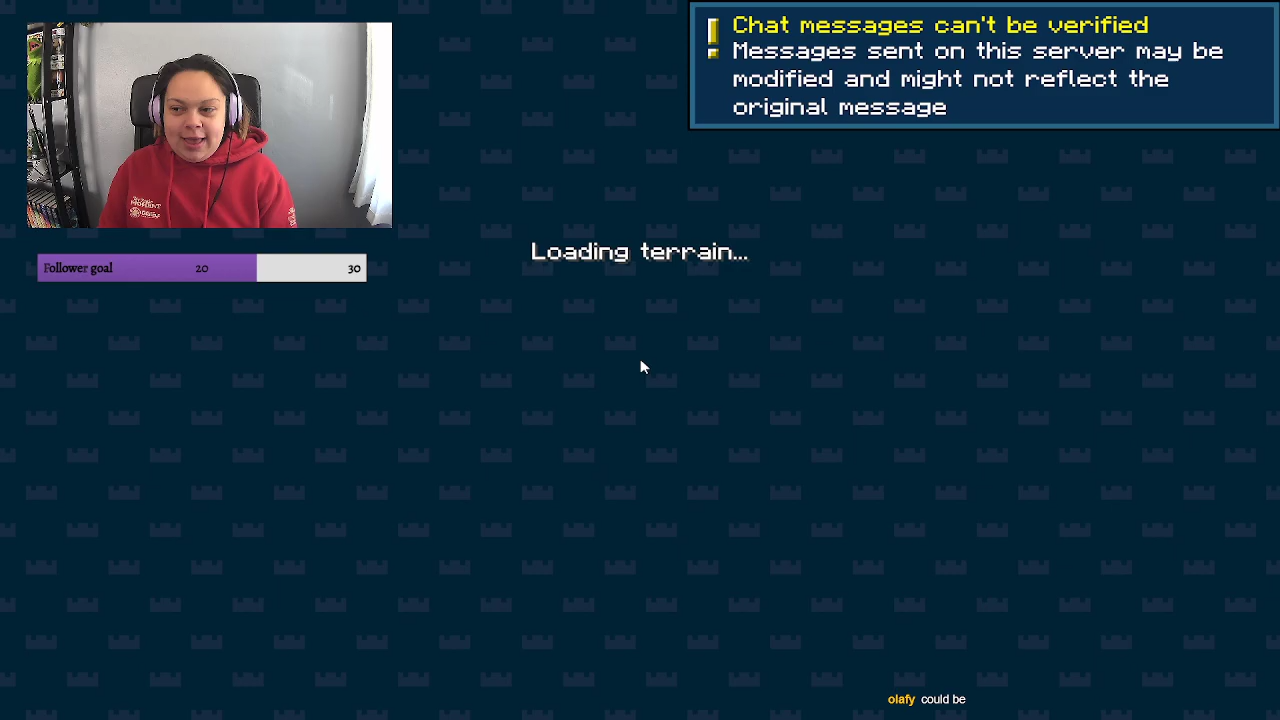 Chat messages can't be verified
Messages sent on this server may be
modified and might not reflect the
original message
Loading terrain...
Follower goal 20 30
olafy could be